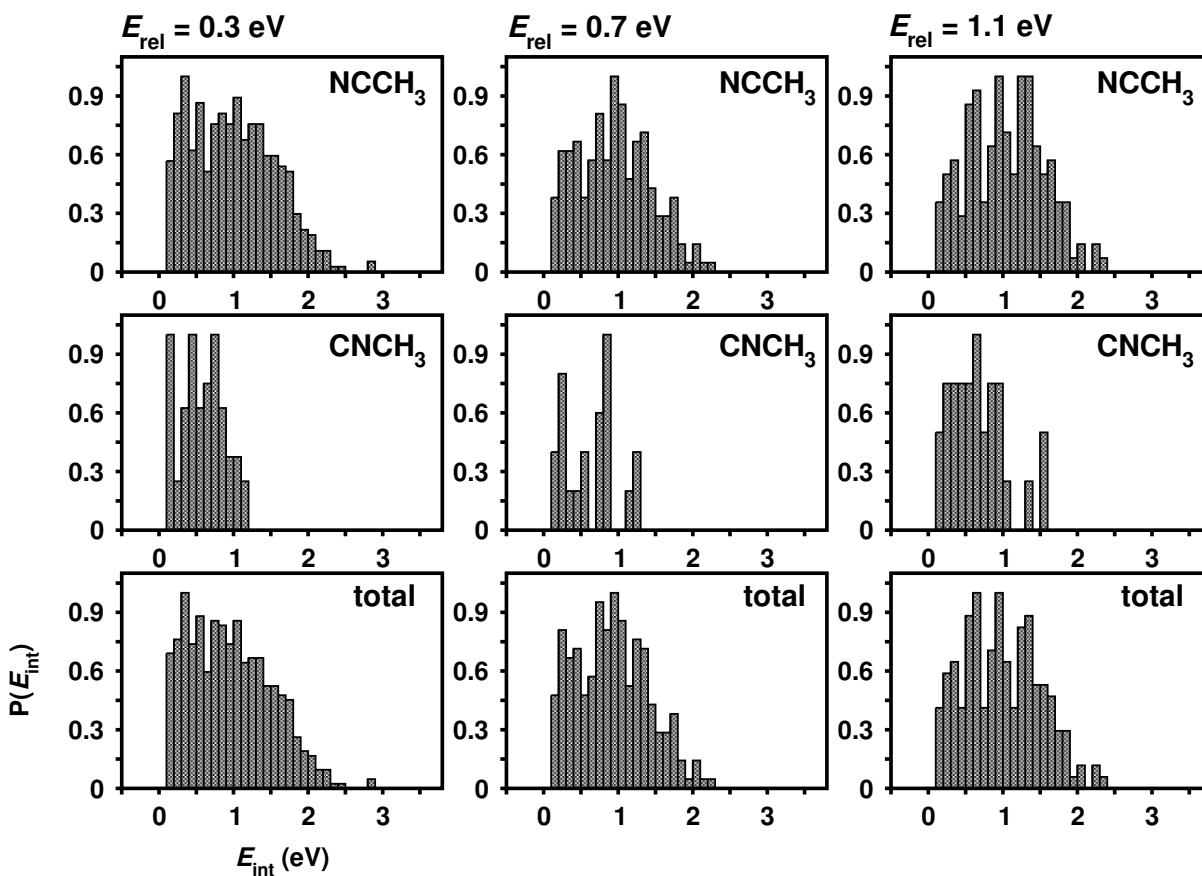 E_rel = 0.3 eV
E_rel = 0.7 eV
E_rel = 1.1 eV
NCCH₃
NCCH₃
NCCH₃
0.9
0.6
0.3
0
0 1 2 3
0.9
0.6
0.3
0
0 1 2 3
0.9
0.6
0.3
0
0 1 2 3
CNCH₃
CNCH₃
CNCH₃
0.9
0.6
0.3
0
0 1 2 3
0.9
0.6
0.3
0
0 1 2 3
0.9
0.6
0.3
0
0 1 2 3
total
total
total
0.9
0.6
0.3
0
0 1 2 3
0.9
0.6
0.3
0
0 1 2 3
0.9
0.6
0.3
0
0 1 2 3
P(E_int)
E_int (eV)